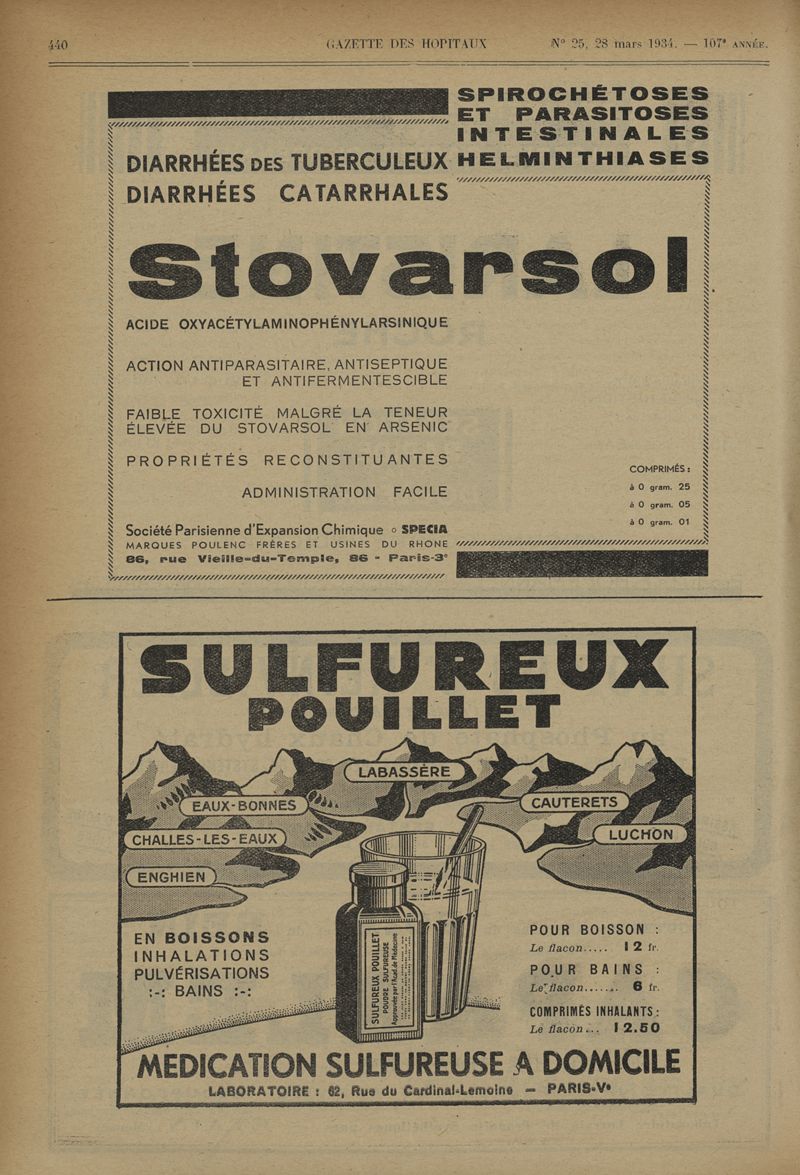 440
GAZETTE DES HOPITAUX
N° 25, 28 mars 1934. — 107e ANNÉE.
SPIROCHÉTOSES
ET PARASITOSES
INTESTINALES
HELMINTHIASES
DIARRHÉES DES TUBERCULEUX
DIARRHÉES CATARRHALES
Stovarsol
ACIDE OXYACÉTYLAMINOPHÉNYLARSINIQUE
ACTION ANTIPARASITAIRE, ANTISEPTIQUE
ET ANTIFERMENTESCIBLE
FAIBLE TOXICITÉ MALGRÉ LA TENEUR
ÉLEVÉE DU STOVARSOL EN ARSENIC
PROPRIÉTÉS RECONSTITUANTES
ADMINISTRATION FACILE
COMPRIMÉS :
à 0 gram. 25
à 0 gram. 05
à 0 gram. 01
Société Parisienne d'Expansion Chimique o SPECIA
MARQUES POULENC FRÈRES ET USINES DU RHONE
86, rue Vieille-du-Temple, 86 - Paris-3e
SULFUREUX
POUILLET
LABASSÈRE
EAUX-BONNES
CAUTERETS
CHALLES-LES-EAUX
LUCHON
ENGHIEN
EN BOISSONS
INHALATIONS
PULVÉRISATIONS
:-: BAINS :-:
SULFUREUX POUILLET
POUDRE SULFUREUSE
Approuvée par l'Acad. de Médecine
POUR BOISSON :
Le flacon..... 12 fr.
POUR BAINS :
Le flacon....... 6 fr.
COMPRIMÉS INHALANTS :
Le flacon... 12.50
MEDICATION SULFUREUSE A DOMICILE
LABORATOIRE : 62, Rue du Cardinal-Lemoine — PARIS-Ve